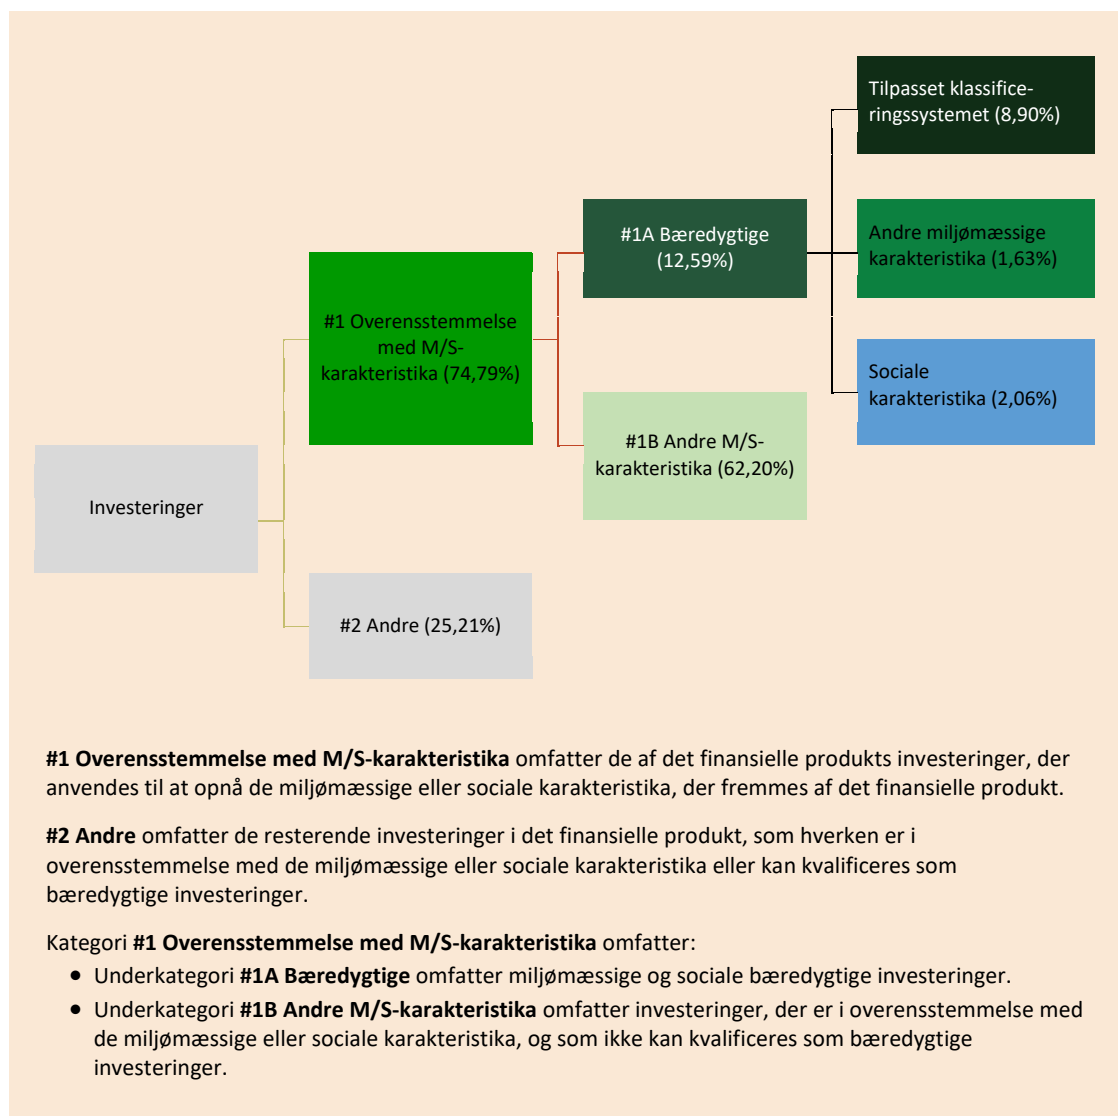 Tilpasset klassifice-
ringssystemet (8,90%)
#1A Bæredygtige
(12,59%)
Andre miljømæssige
karakteristika (1,63%)
#1 Overensstemmelse
med M/S-
karakteristika (74,79%)
Sociale
karakteristika (2,06%)
#1B Andre M/S-
karakteristika (62,20%)
Investeringer
#2 Andre (25,21%)
#1 Overensstemmelse med M/S-karakteristika omfatter de af det finansielle produkts investeringer, der
anvendes til at opnå de miljømæssige eller sociale karakteristika, der fremmes af det finansielle produkt.
#2 Andre omfatter de resterende investeringer i det finansielle produkt, som hverken er i
overensstemmelse med de miljømæssige eller sociale karakteristika eller kan kvalificeres som
bæredygtige investeringer.
Kategori #1 Overensstemmelse med M/S-karakteristika omfatter:
• Underkategori #1A Bæredygtige omfatter miljømæssige og sociale bæredygtige investeringer.
• Underkategori #1B Andre M/S-karakteristika omfatter investeringer, der er i overensstemmelse med
de miljømæssige eller sociale karakteristika, og som ikke kan kvalificeres som bæredygtige
investeringer.